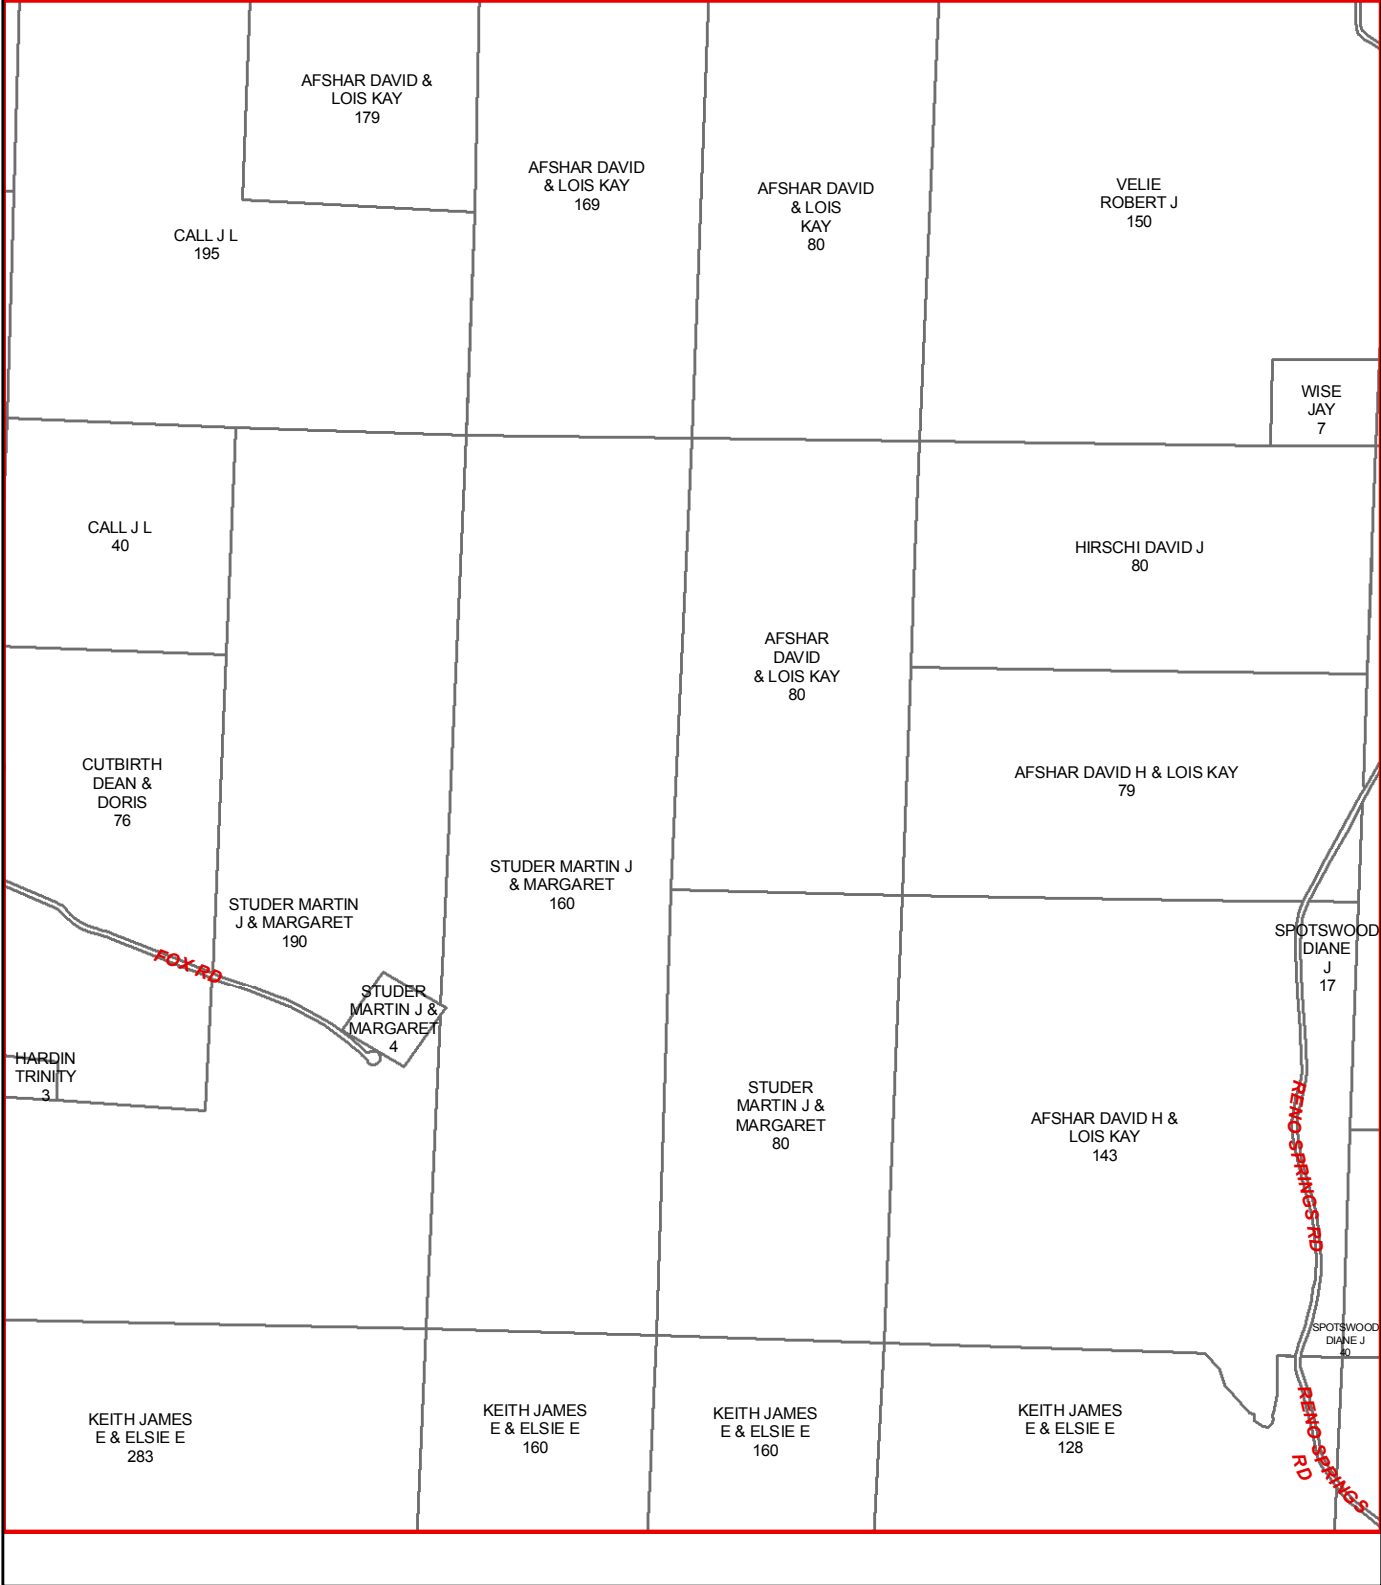 AFSHAR DAVID &
LOIS KAY
179
AFSHAR DAVID
& LOIS KAY
169
AFSHAR DAVID
& LOIS
KAY
80
VELIE
ROBERT J
150
CALL J L
195
WISE
JAY
7
CALL J L
40
HIRSCHI DAVID J
80
AFSHAR
DAVID
& LOIS KAY
80
CUTBIRTH
DEAN &
DORIS
76
AFSHAR DAVID H & LOIS KAY
79
STUDER MARTIN J
& MARGARET
160
STUDER MARTIN
J & MARGARET
190
FOX RD
SPOTSWOOD
DIANE
J
17
STUDER
MARTIN J &
MARGARET
4
HARDIN
TRINITY
3
STUDER
MARTIN J &
MARGARET
80
AFSHAR DAVID H &
LOIS KAY
143
RENO SPRINGS RD
SPOTSWOOD
DIANE J
40
KEITH JAMES
E & ELSIE E
283
KEITH JAMES
E & ELSIE E
160
KEITH JAMES
E & ELSIE E
160
KEITH JAMES
E & ELSIE E
128
RENO SPRINGS
RD